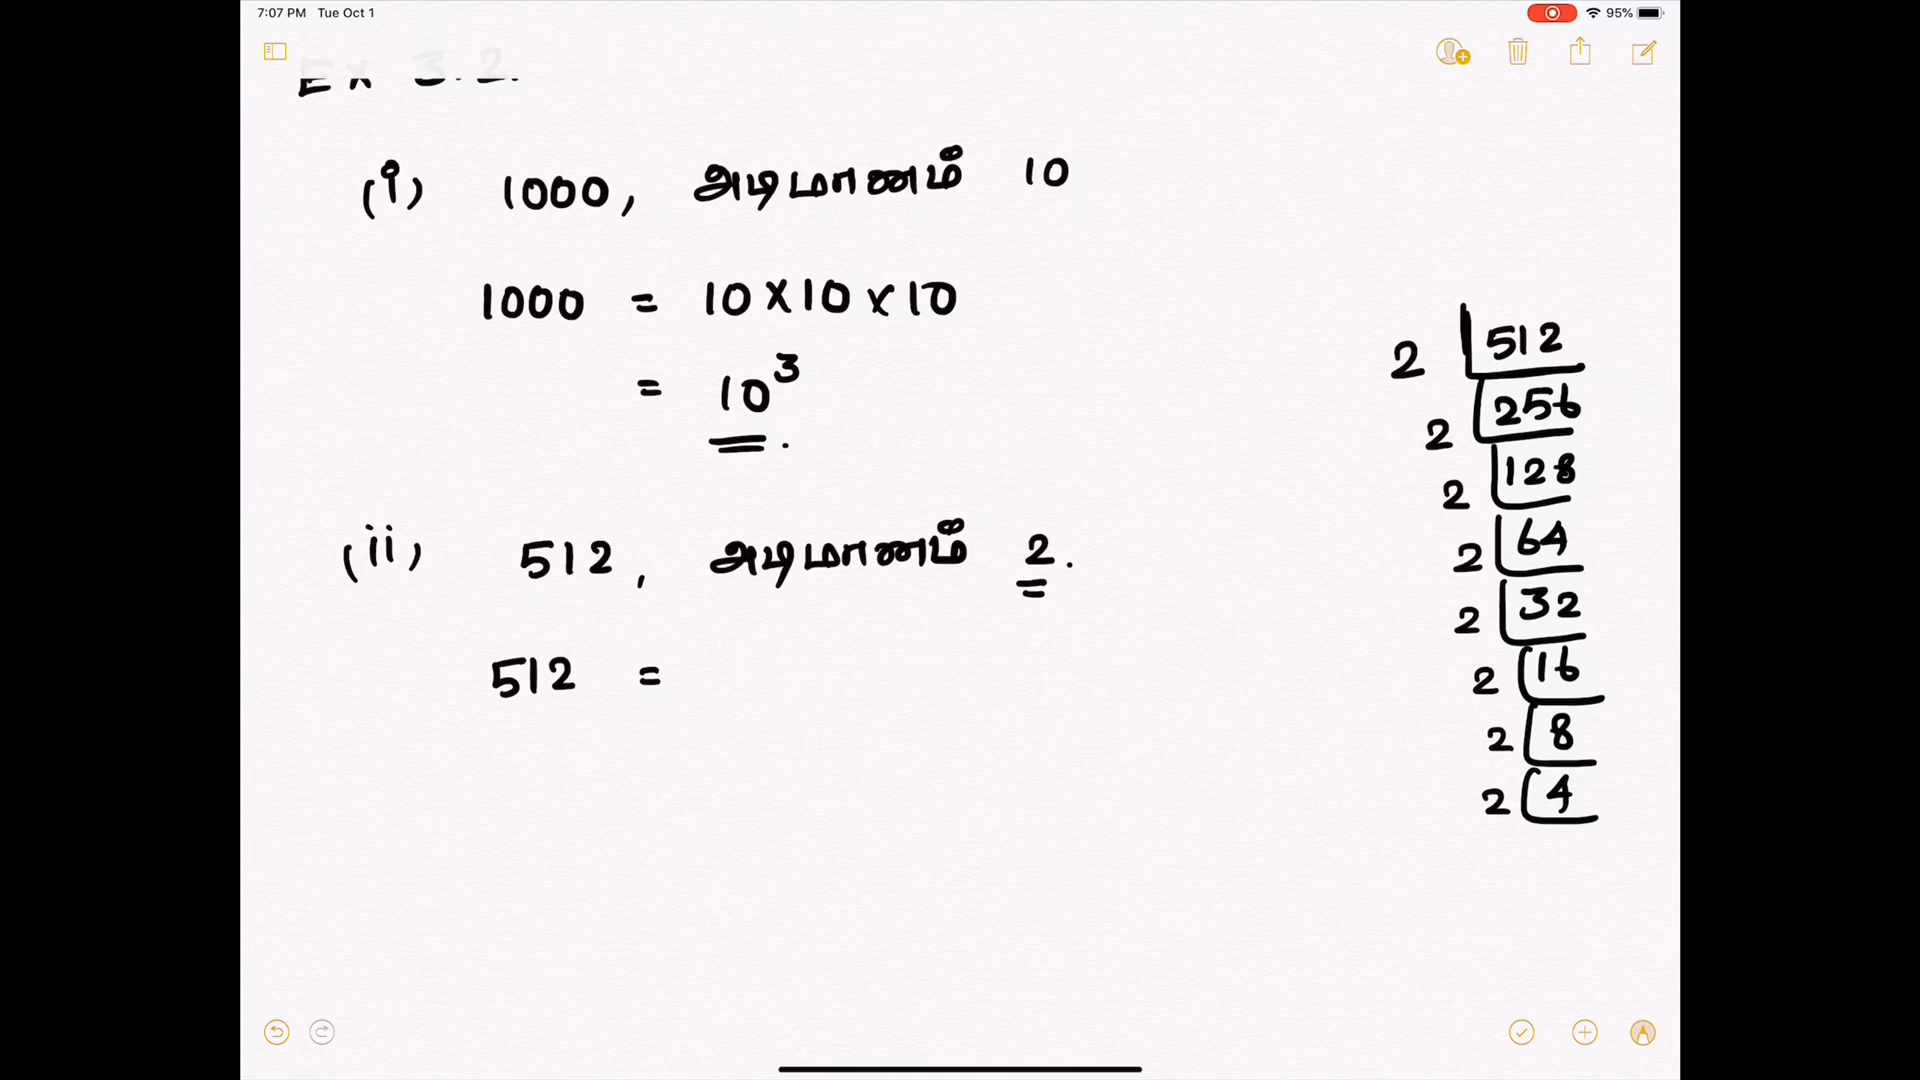 7:07 PM Tue Oct 1
95%
Ex 3.2.
(i) 1000, அடிமாணம் 10
1000 = 10 x 10 x 10
= 10³.
(ii) 512, அடிமாணம் 2.
512 =
2 512
2 256
2 128
2 64
2 32
2 16
2 8
2 4